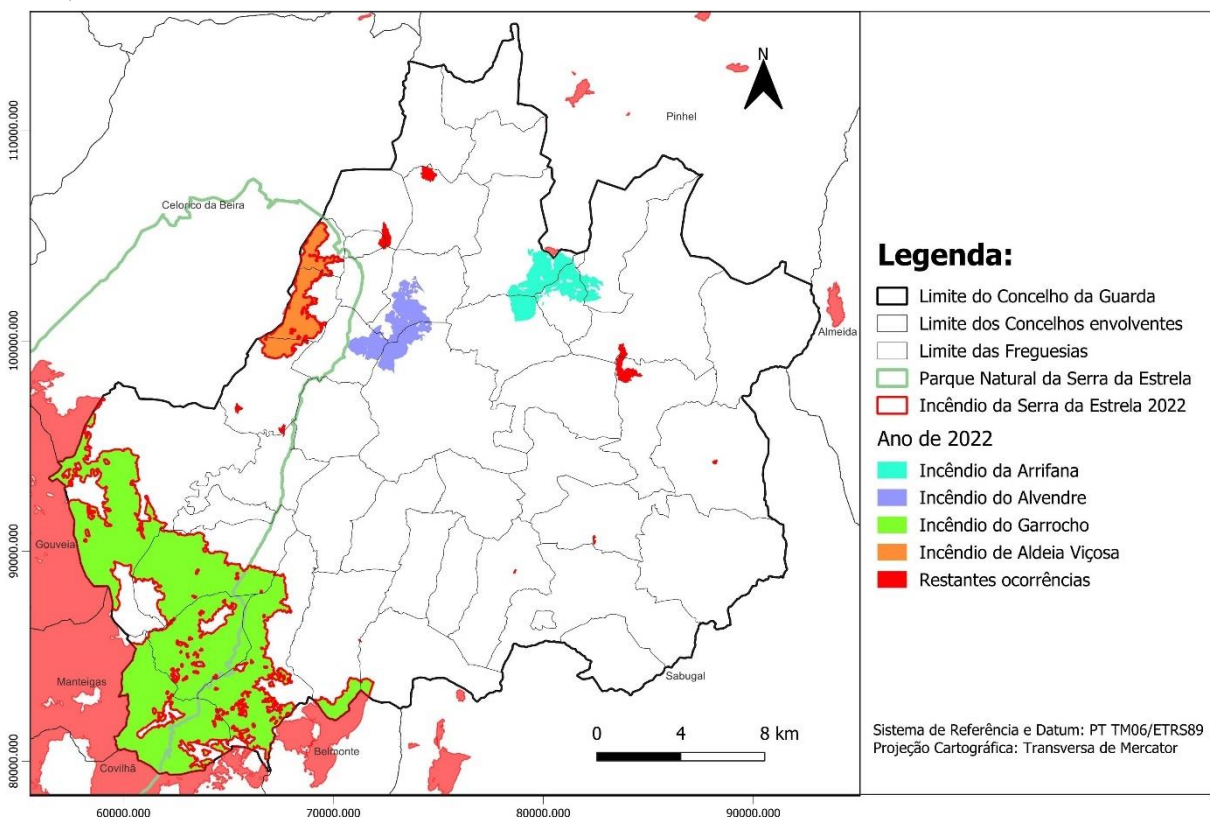 N
110000.000
100000.000
90000.000
80000.000
Pinhel
Celorico da Beira
Almeida
Gouveia
Manteigas
Sabugal
Belmonte
Covilhã
0 4 8 km
60000.000 70000.000 80000.000 90000.000
Legenda:
Limite do Concelho da Guarda
Limite dos Concelhos envolventes
Limite das Freguesias
Parque Natural da Serra da Estrela
Incêndio da Serra da Estrela 2022
Ano de 2022
Incêndio da Arrifana
Incêndio do Alvendre
Incêndio do Garrocho
Incêndio de Aldeia Viçosa
Restantes ocorrências
Sistema de Referência e Datum: PT TM06/ETRS89
Projeção Cartográfica: Transversa de Mercator